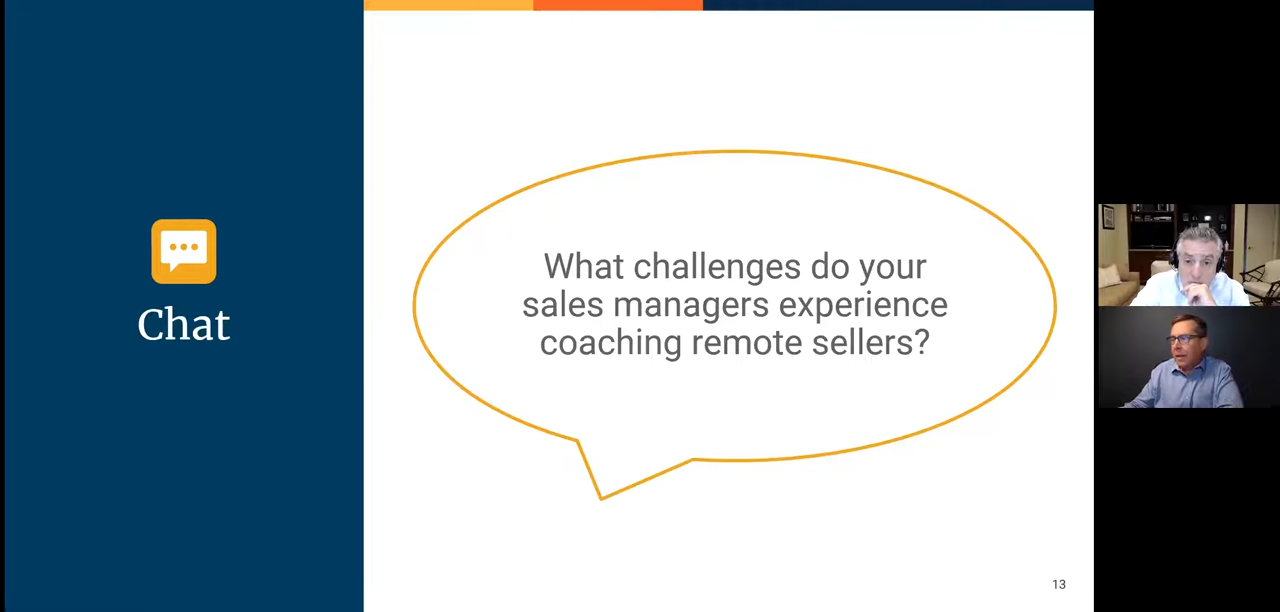 Chat
What challenges do your
sales managers experience
coaching remote sellers?
13